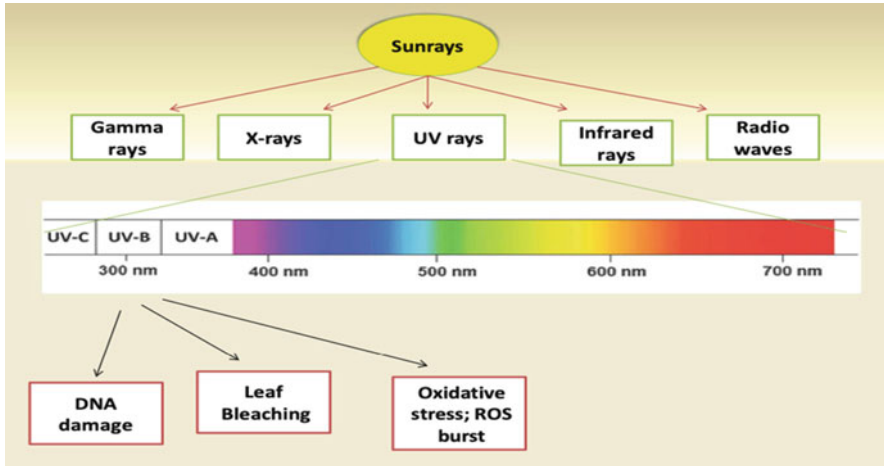 Sunrays
Gamma
rays
X-rays
UV rays
Infrared
rays
Radio
waves
UV-C
UV-B
UV-A
300 nm
400 nm
500 nm
600 nm
700 nm
DNA
damage
Leaf
Bleaching
Oxidative
stress; ROS
burst